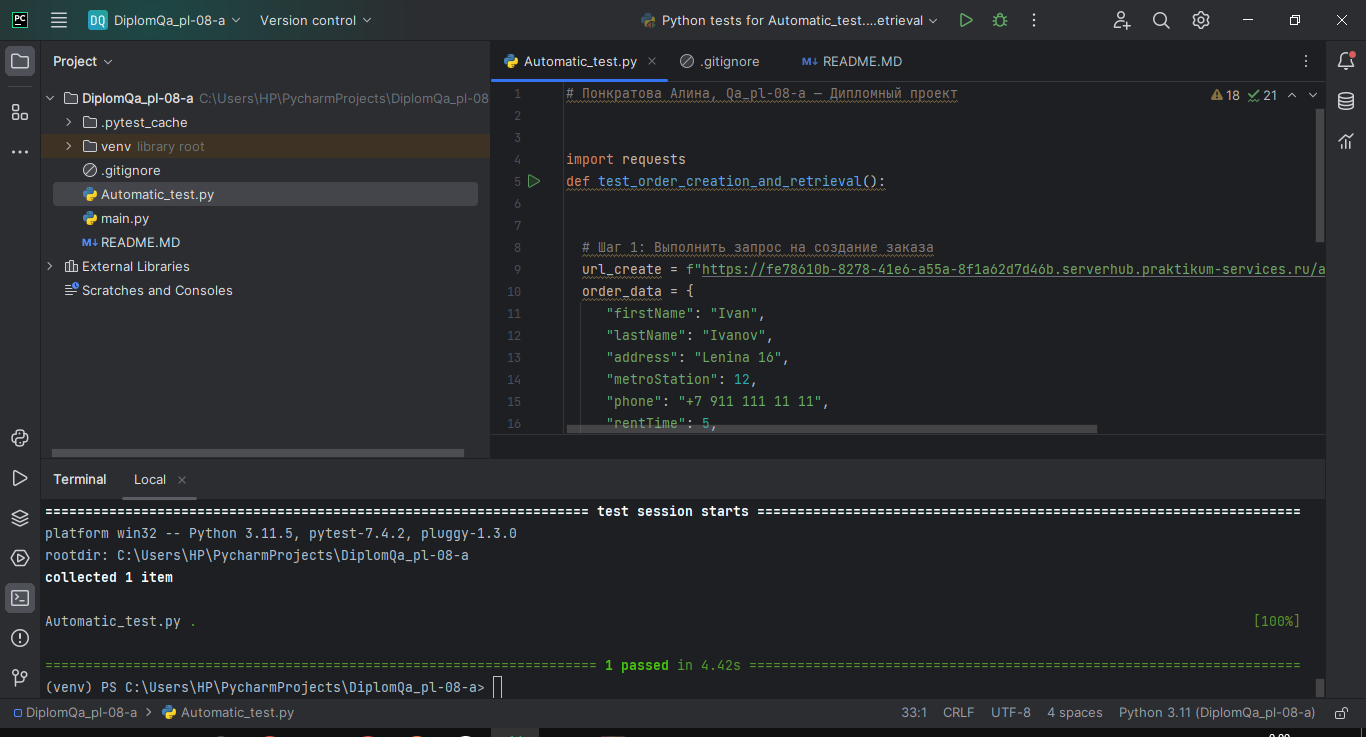 PC DQ DiplomQa_pl-08-a Version control Python tests for Automatic_test....etrieval
Project
DiplomQa_pl-08-a C:\Users\HP\PycharmProjects\DiplomQa_pl-08
.pytest_cache
venv library root
.gitignore
Automatic_test.py
main.py
M↓ README.MD
External Libraries
Scratches and Consoles
Automatic_test.py .gitignore M↓ README.MD
18 21
1 # Понкратова Алина, Qa_pl-08-a — Дипломный проект
2
3
4 import requests
5 def test_order_creation_and_retrieval():
6
7
8 # Шаг 1: Выполнить запрос на создание заказа
9 url_create = f"https://fe78610b-8278-41e6-a55a-8f1a62d7d46b.serverhub.praktikum-services.ru/a
10 order_data = {
11 "firstName": "Ivan",
12 "lastName": "Ivanov",
13 "address": "Lenina 16",
14 "metroStation": 12,
15 "phone": "+7 911 111 11 11",
16 "rentTime": 5,
Terminal Local
==================================================================== test session starts ====================================================================
platform win32 -- Python 3.11.5, pytest-7.4.2, pluggy-1.3.0
rootdir: C:\Users\HP\PycharmProjects\DiplomQa_pl-08-a
collected 1 item
Automatic_test.py . [100%]
===================================================================== 1 passed in 4.42s =====================================================================
(venv) PS C:\Users\HP\PycharmProjects\DiplomQa_pl-08-a>
DiplomQa_pl-08-a > Automatic_test.py 33:1 CRLF UTF-8 4 spaces Python 3.11 (DiplomQa_pl-08-a)